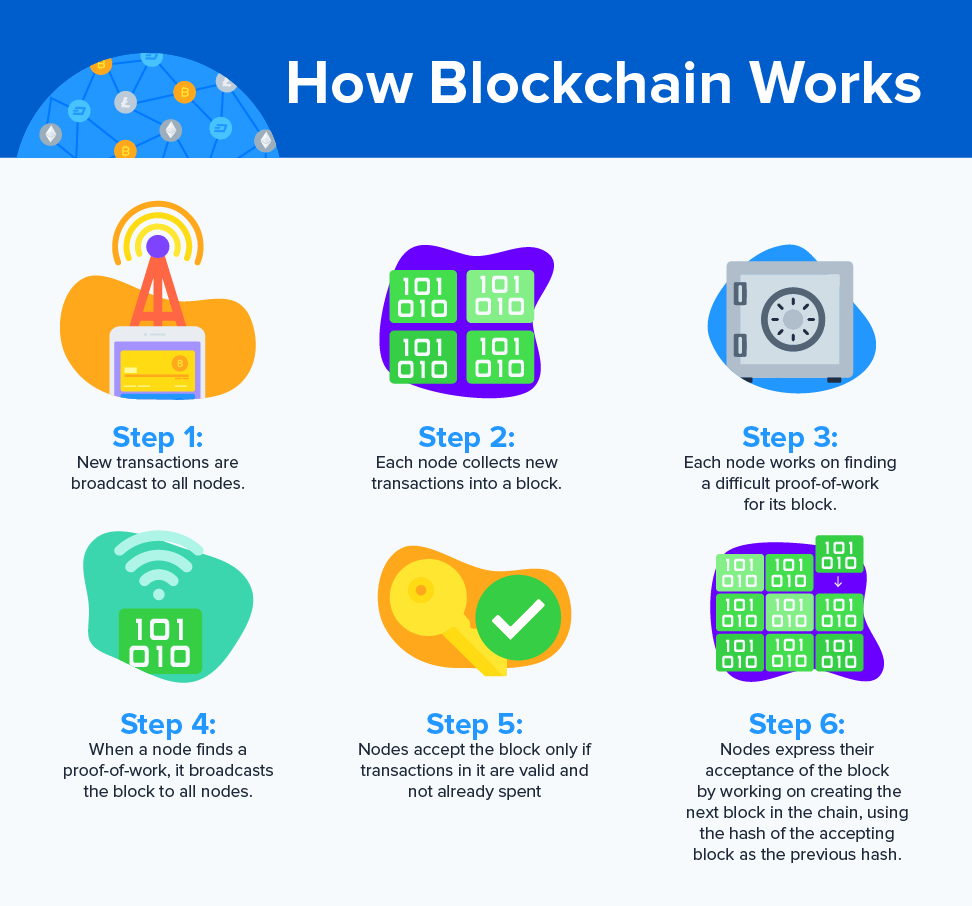 How Blockchain Works
101
010
101
010
101
010
101
010
Step 1:
New transactions are
broadcast to all nodes.
Step 2:
Each node collects new
transactions into a block.
Step 3:
Each node works on finding
a difficult proof-of-work
for its block.
101
010
101
010
101
010
101
010
101
010
101
010
101
010
101
010
101
010
101
010
Step 4:
When a node finds a
proof-of-work, it broadcasts
the block to all nodes.
Step 5:
Nodes accept the block only if
transactions in it are valid and
not already spent
Step 6:
Nodes express their
acceptance of the block
by working on creating the
next block in the chain, using
the hash of the accepting
block as the previous hash.